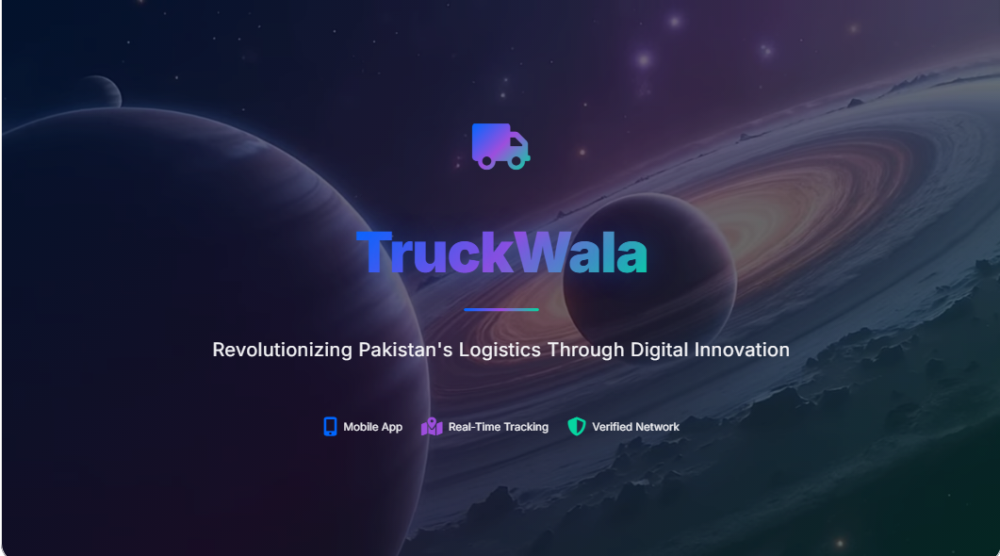 TruckWala
Revolutionizing Pakistan's Logistics Through Digital Innovation
Mobile App Real-Time Tracking Verified Network